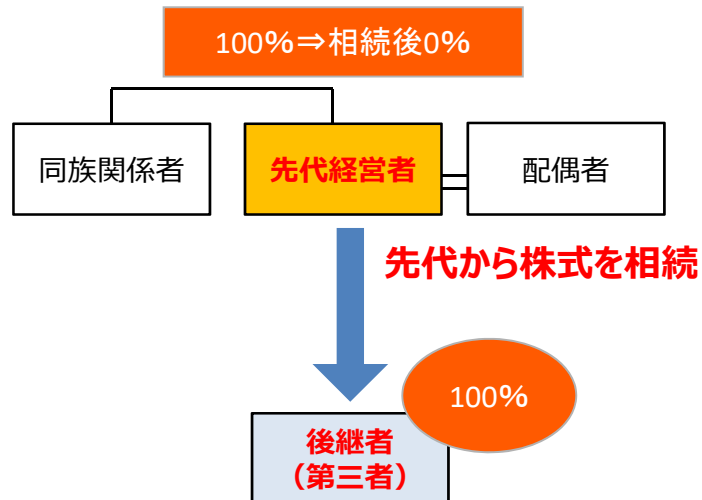 100%⇒相続後0%
同族関係者
先代経営者
配偶者
先代から株式を相続
100%
後継者
（第三者）